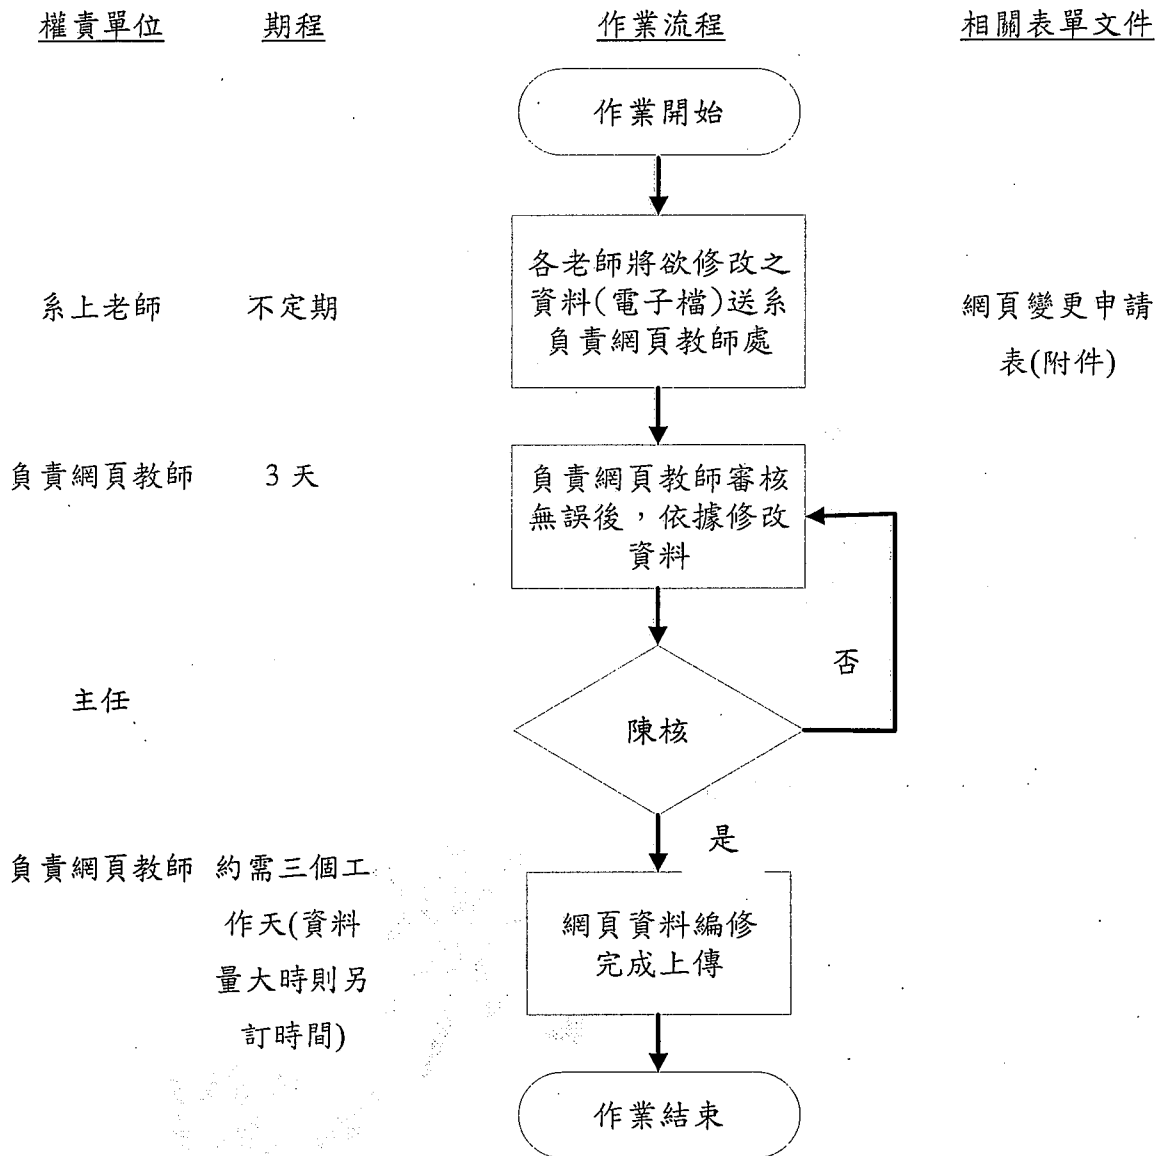 權責單位 期程 作業流程 相關表單文件
作業開始
各老師將欲修改之
資料(電子檔)送系
負責網頁教師處
系上老師 不定期
網頁變更申請
表(附件)
負責網頁教師 3 天
負責網頁教師審核
無誤後,依據修改
資料
否
主任
陳核
是
負責網頁教師 約需三個工
作天(資料
量大時則另
訂時間)
網頁資料編修
完成上傳
作業結束